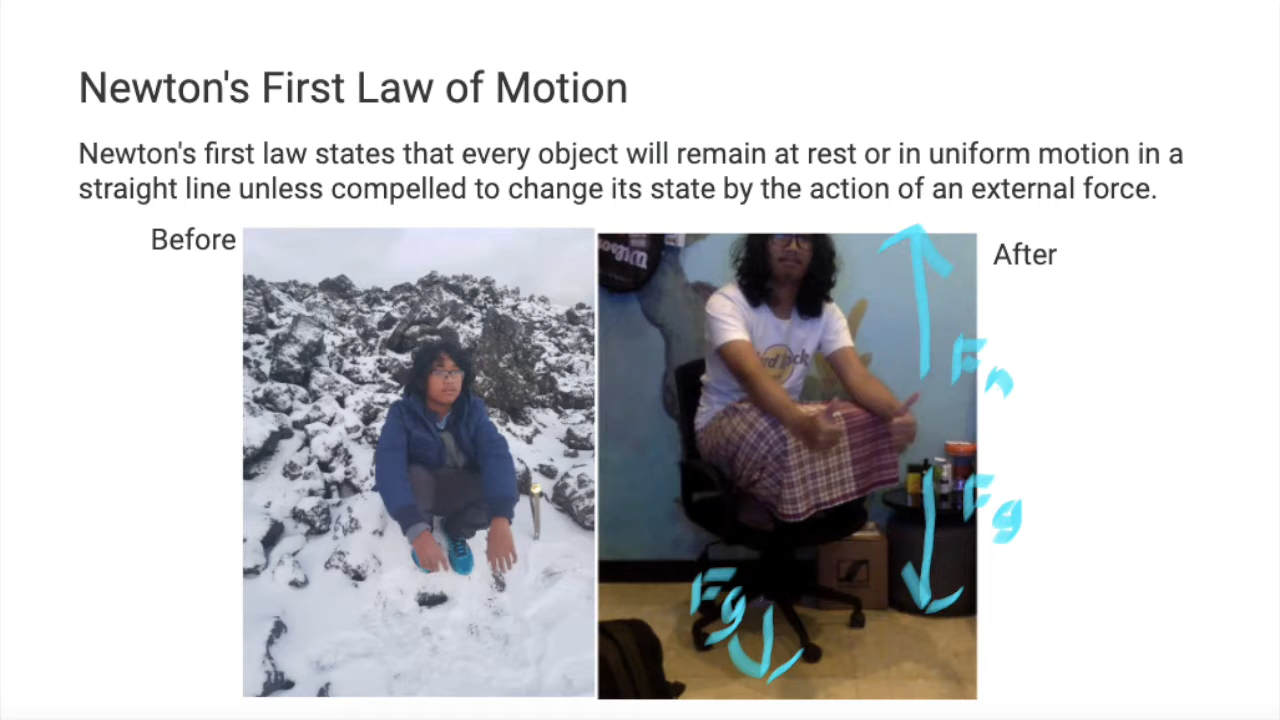 Newton's First Law of Motion
Newton's first law states that every object will remain at rest or in uniform motion in a
straight line unless compelled to change its state by the action of an external force.
Before
After
Fn
Fg
Fg